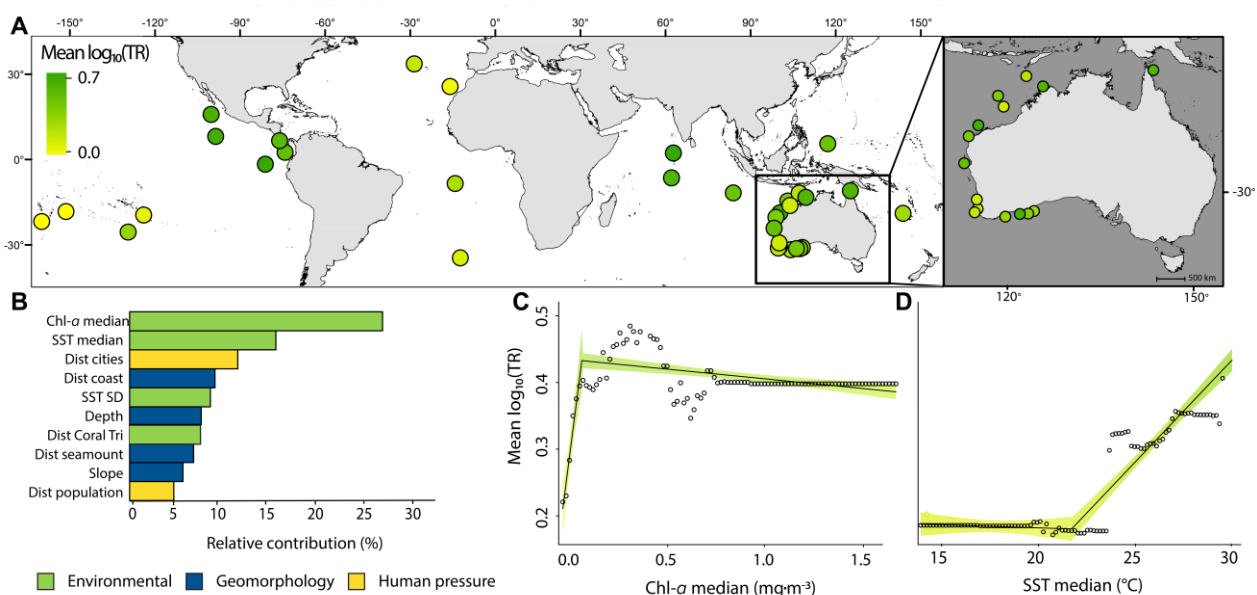 A
-150° -120° -90° -60° -30° 0° 30° 60° 90° 120° 150°
Mean log₁₀(TR)
0.7
0.0
30°
0°
-30°
-30°
500 km
120° 150°
B
Chl-a median
SST median
Dist cities
Dist coast
SST SD
Depth
Dist Coral Tri
Dist seamount
Slope
Dist population
0 5 10 15 20 25 30
Relative contribution (%)
Environmental Geomorphology Human pressure
C
Mean log₁₀(TR)
0.5
0.4
0.3
0.2
0.0 0.5 1.0 1.5
Chl-a median (mg·m⁻³)
D
15 20 25 30
SST median (°C)